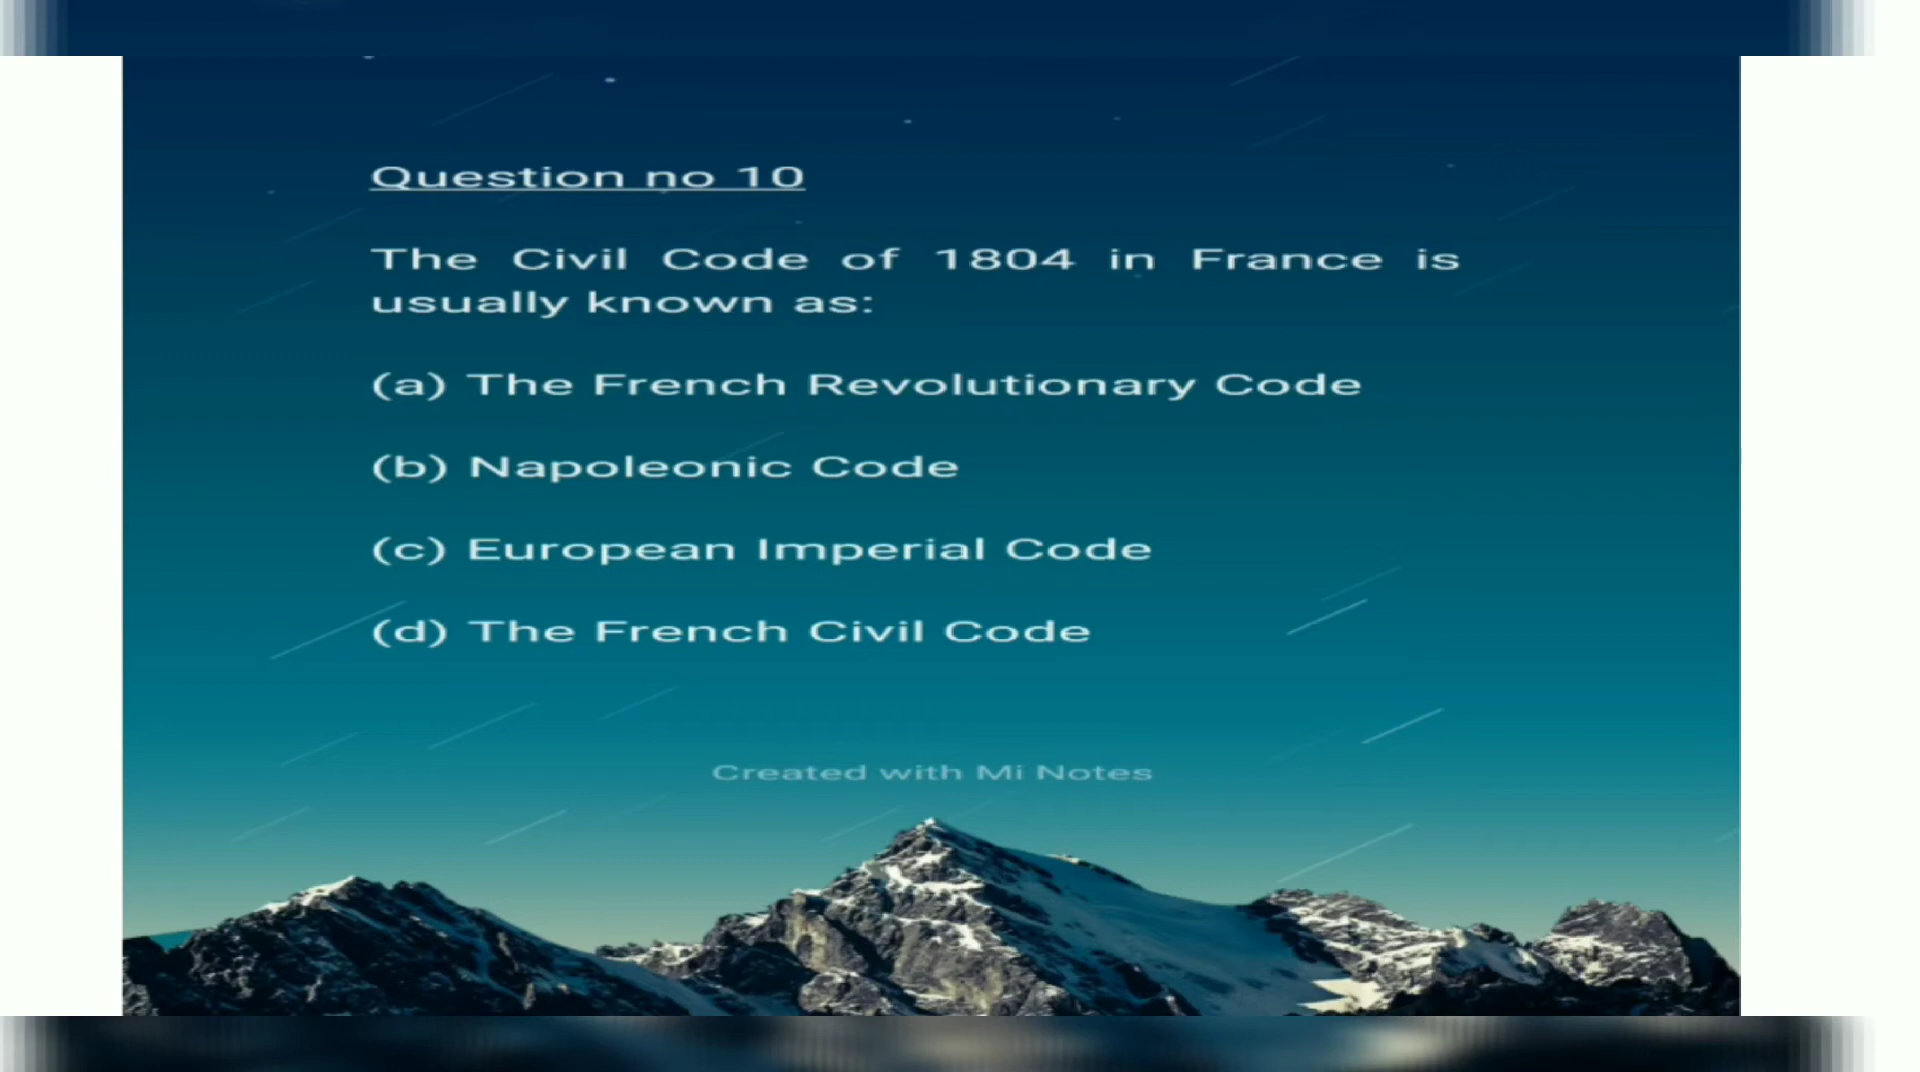 Question no 10
The Civil Code of 1804 in France is
usually known as:
(a) The French Revolutionary Code
(b) Napoleonic Code
(c) European Imperial Code
(d) The French Civil Code
Created with Mi Notes